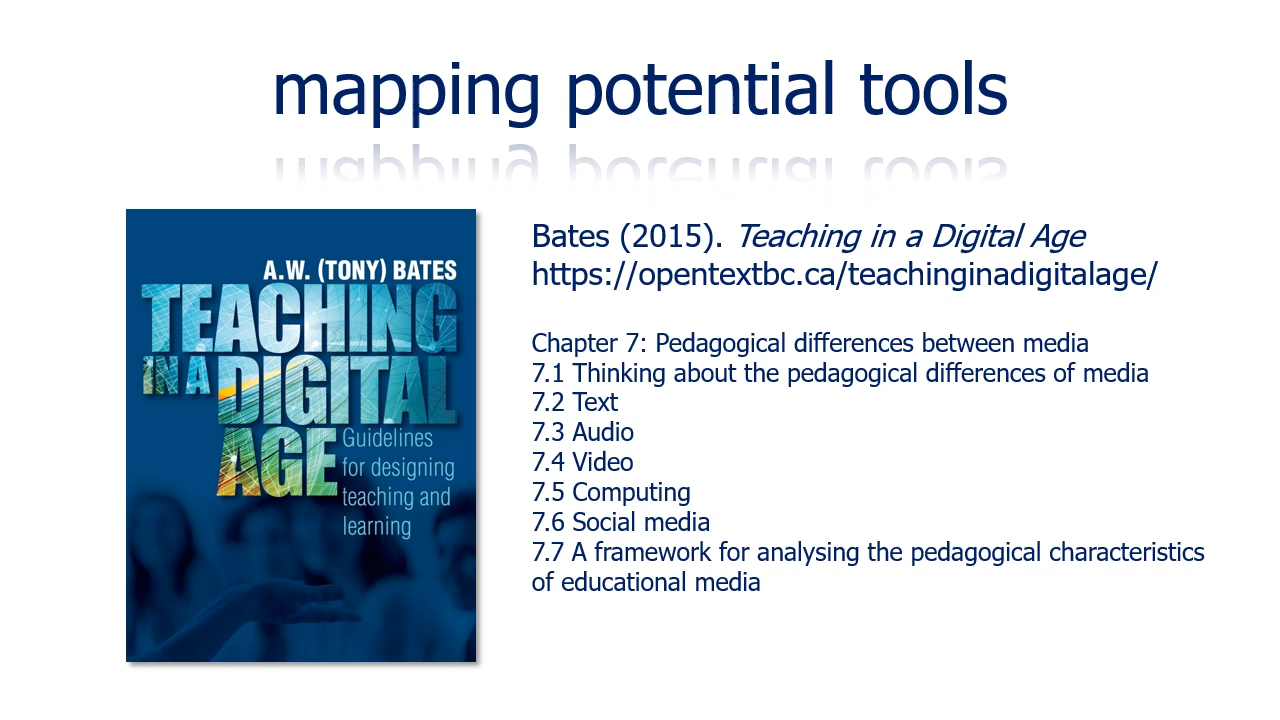 mapping potential tools
A.W. (TONY) BATES
TEACHING
IN A DIGITAL
AGE
Guidelines
for designing
teaching and
learning
Bates (2015). Teaching in a Digital Age
https://opentextbc.ca/teachinginadigitalage/
Chapter 7: Pedagogical differences between media
7.1 Thinking about the pedagogical differences of media
7.2 Text
7.3 Audio
7.4 Video
7.5 Computing
7.6 Social media
7.7 A framework for analysing the pedagogical characteristics
of educational media